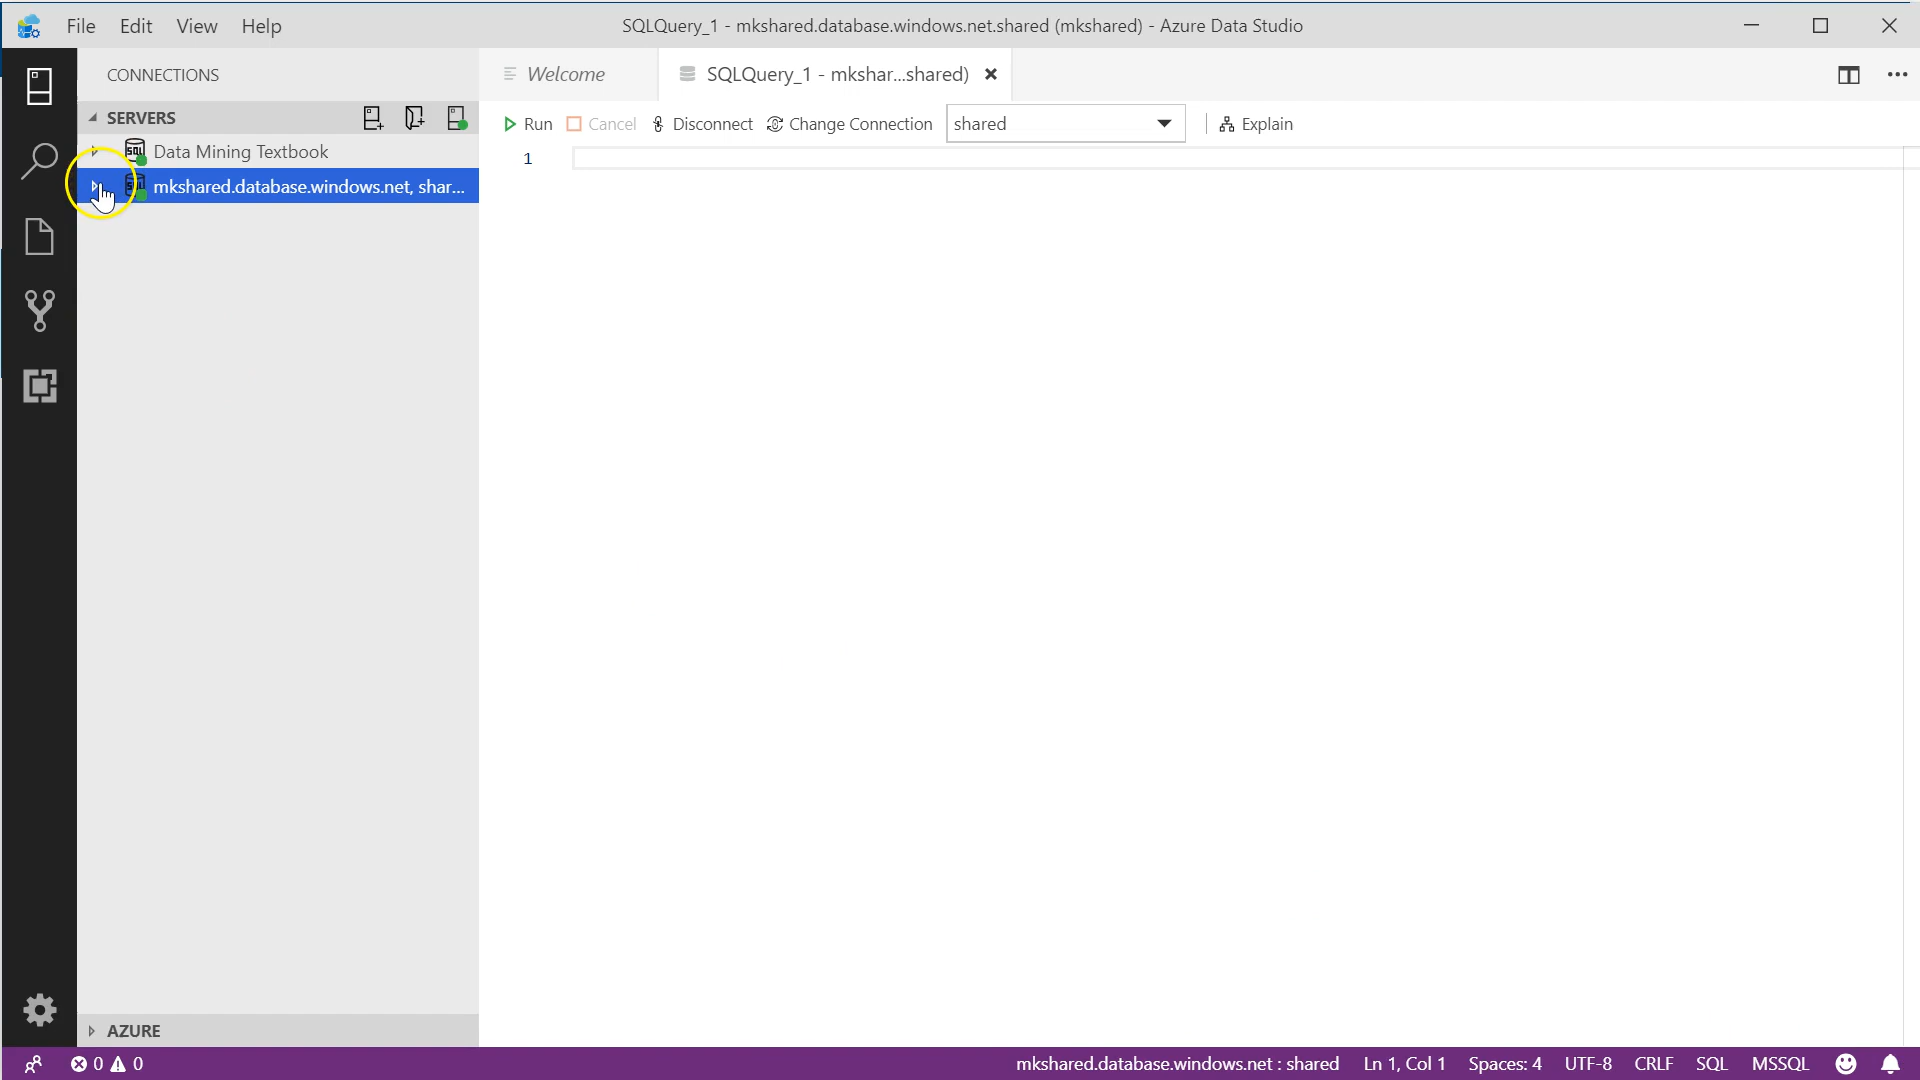 File Edit View Help
SQLQuery_1 - mkshared.database.windows.net.shared (mkshared) - Azure Data Studio
CONNECTIONS
Welcome
SQLQuery_1 - mkshar...shared)
SERVERS
Run Cancel Disconnect Change Connection shared Explain
Data Mining Textbook
1
mkshared.database.windows.net, shar...
AZURE
0 0
mkshared.database.windows.net : shared Ln 1, Col 1 Spaces: 4 UTF-8 CRLF SQL MSSQL